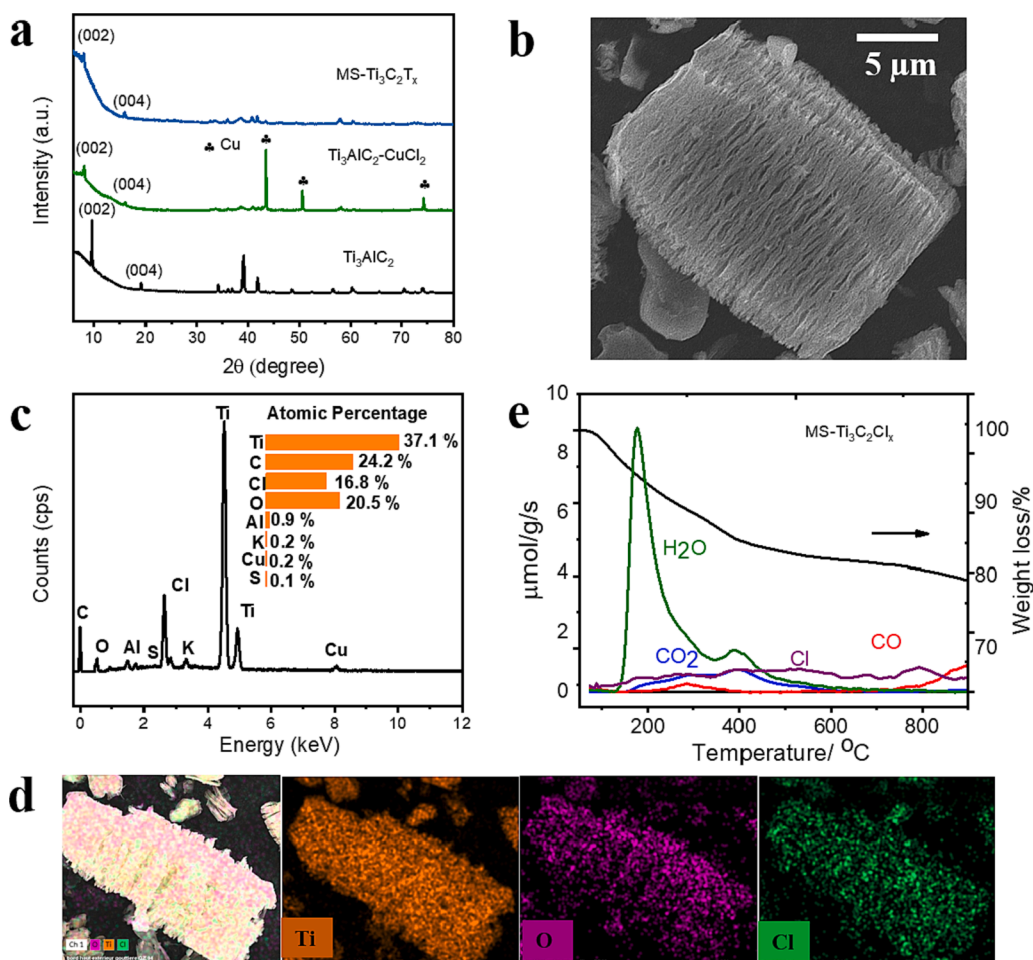 a
(002)
MS-Ti₃C₂Tₓ
(004)
♣ Cu
♣
(002)
Ti₃AlC₂-CuCl₂
♣
♣
(004)
(002)
Ti₃AlC₂
(004)
Intensity (a.u.)
10 20 30 40 50 60 70 80
2θ (degree)
b
5 µm
c
Ti
Atomic Percentage
Ti 37.1 %
C 24.2 %
Cl 16.8 %
O 20.5 %
Al 0.9 %
K 0.2 %
Cu 0.2 %
S 0.1 %
Cl
Ti
C
O
Al
S
K
Cu
Counts (cps)
0 2 4 6 8 10 12
Energy (keV)
e
10
8
6
4
2
0
µmol/g/s
MS-Ti₃C₂Clₓ
H2O
CO2
Cl
CO
100
90
80
70
Weight loss/%
200 400 600 800
Temperature/ °C
d
Ch 1 O Ti Cl
Ti
O
Cl